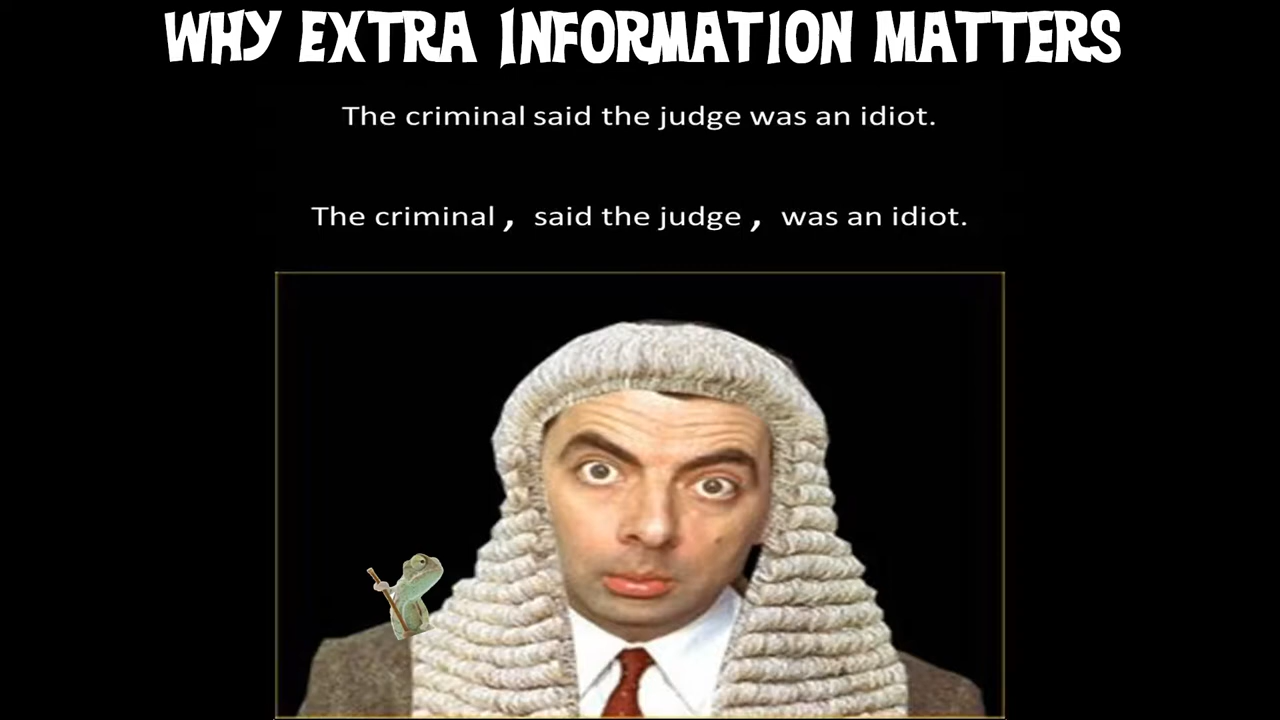 WHY EXTRA INFORMATION MATTERS
The criminal said the judge was an idiot.
The criminal , said the judge , was an idiot.